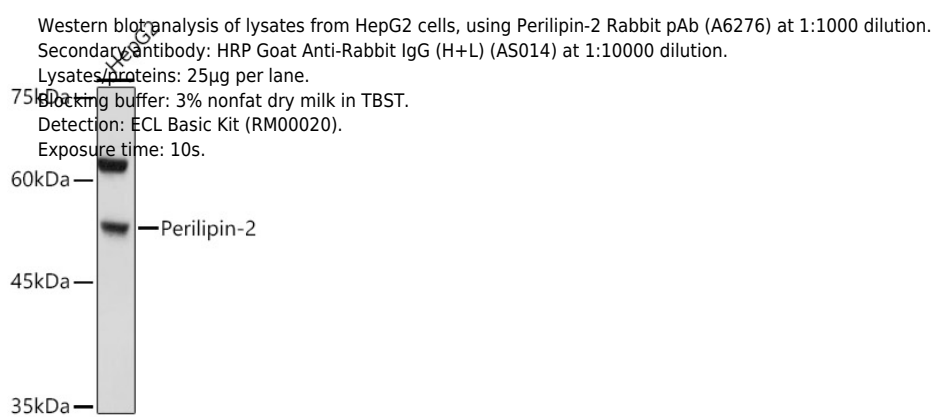 Western blot analysis of lysates from HepG2 cells, using Perilipin-2 Rabbit pAb (A6276) at 1:1000 dilution.
Secondary antibody: HRP Goat Anti-Rabbit IgG (H+L) (AS014) at 1:10000 dilution.
Lysates/proteins: 25μg per lane.
Blocking buffer: 3% nonfat dry milk in TBST.
Detection: ECL Basic Kit (RM00020).
Exposure time: 10s.
HepG2
75kDa
60kDa
Perilipin-2
45kDa
35kDa